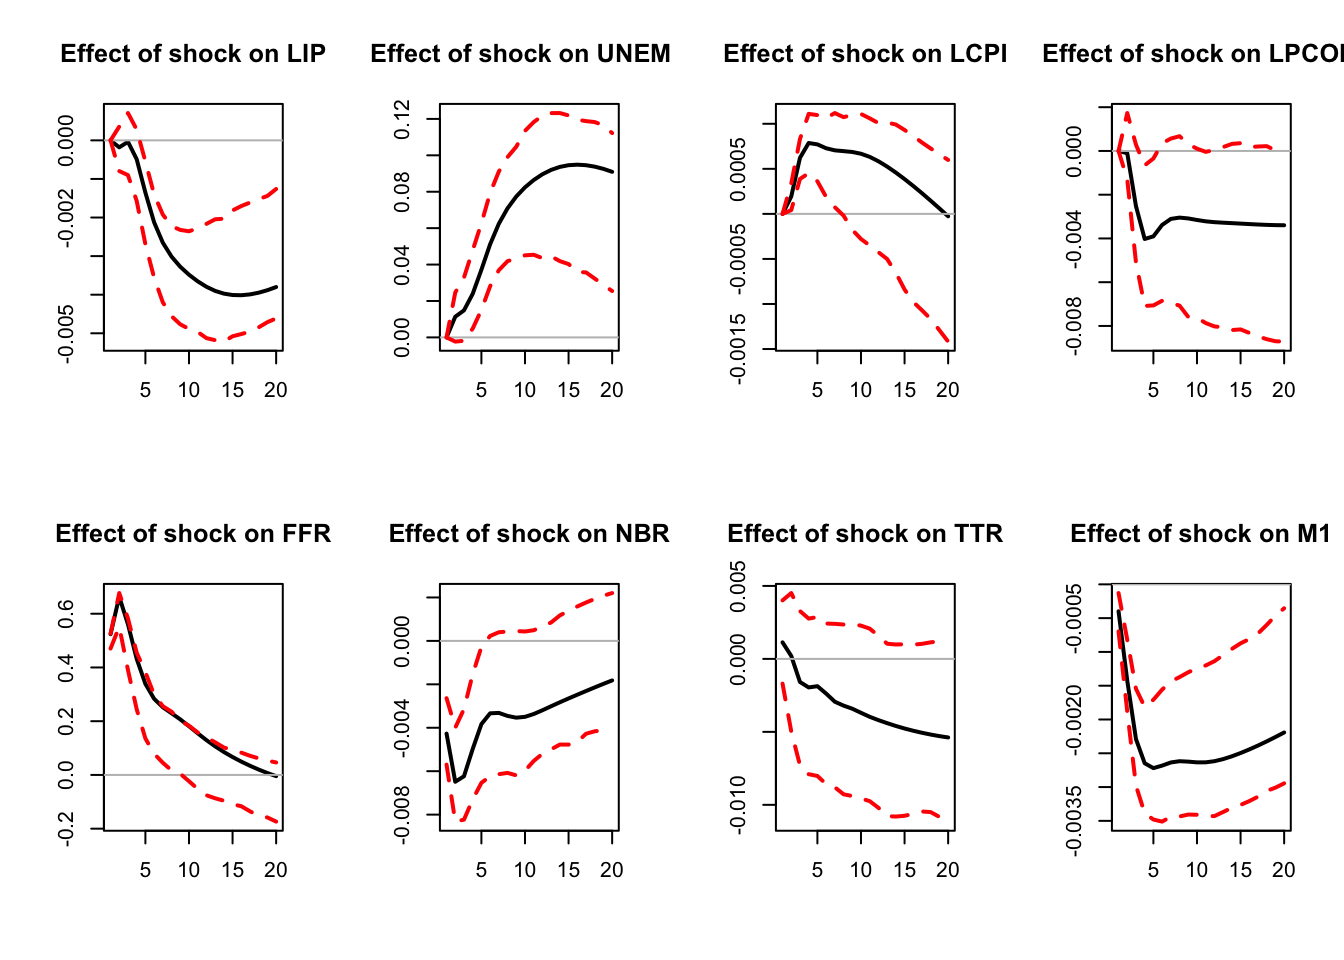 Effect of shock on LIP
0.000
-0.002
-0.005
5 10 15 20
Effect of shock on UNEM
0.12
0.08
0.04
0.00
5 10 15 20
Effect of shock on LCPI
0.0005
-0.0005
-0.0015
5 10 15 20
Effect of shock on LPCOM
0.000
-0.004
-0.008
5 10 15 20
Effect of shock on FFR
0.6
0.4
0.2
0.0
-0.2
5 10 15 20
Effect of shock on NBR
0.000
-0.004
-0.008
5 10 15 20
Effect of shock on TTR
0.005
0.000
-0.010
5 10 15 20
Effect of shock on M1
-0.0005
-0.0020
-0.0035
5 10 15 20